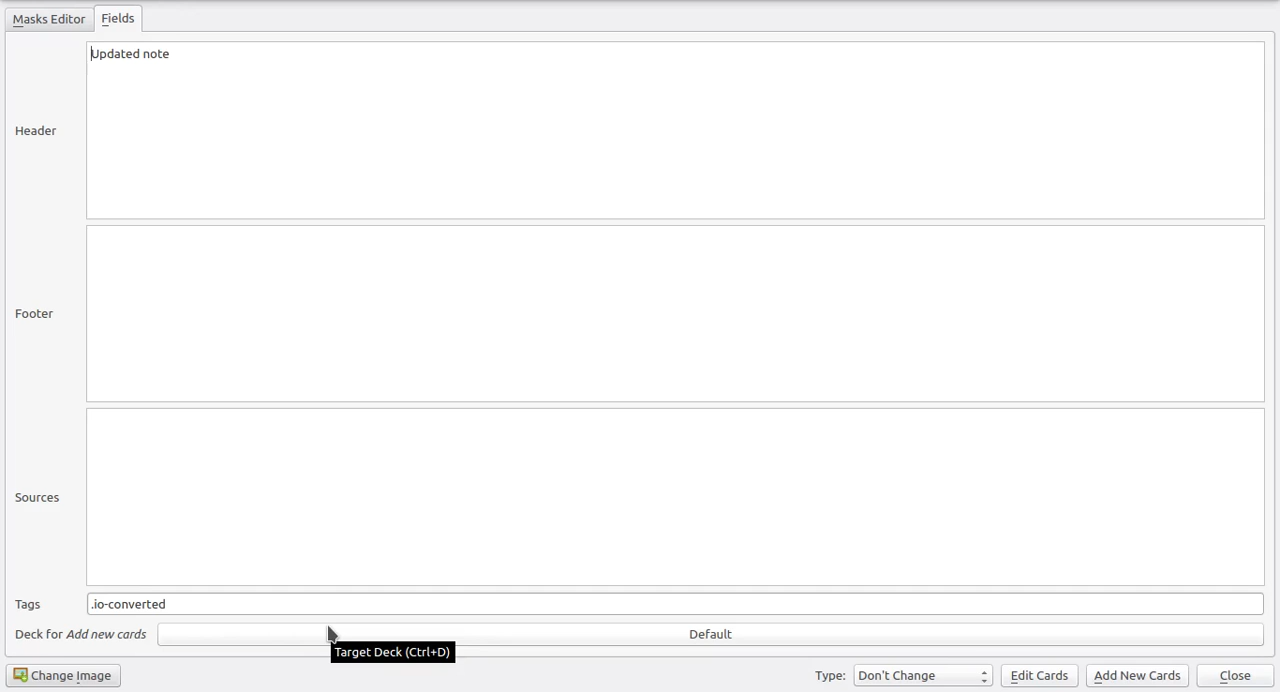 Masks Editor Fields
Updated note
Header
Footer
Sources
Tags .io-converted
Deck for Add new cards Default
Target Deck (Ctrl+D)
Change Image Type: Don't Change Edit Cards Add New Cards Close